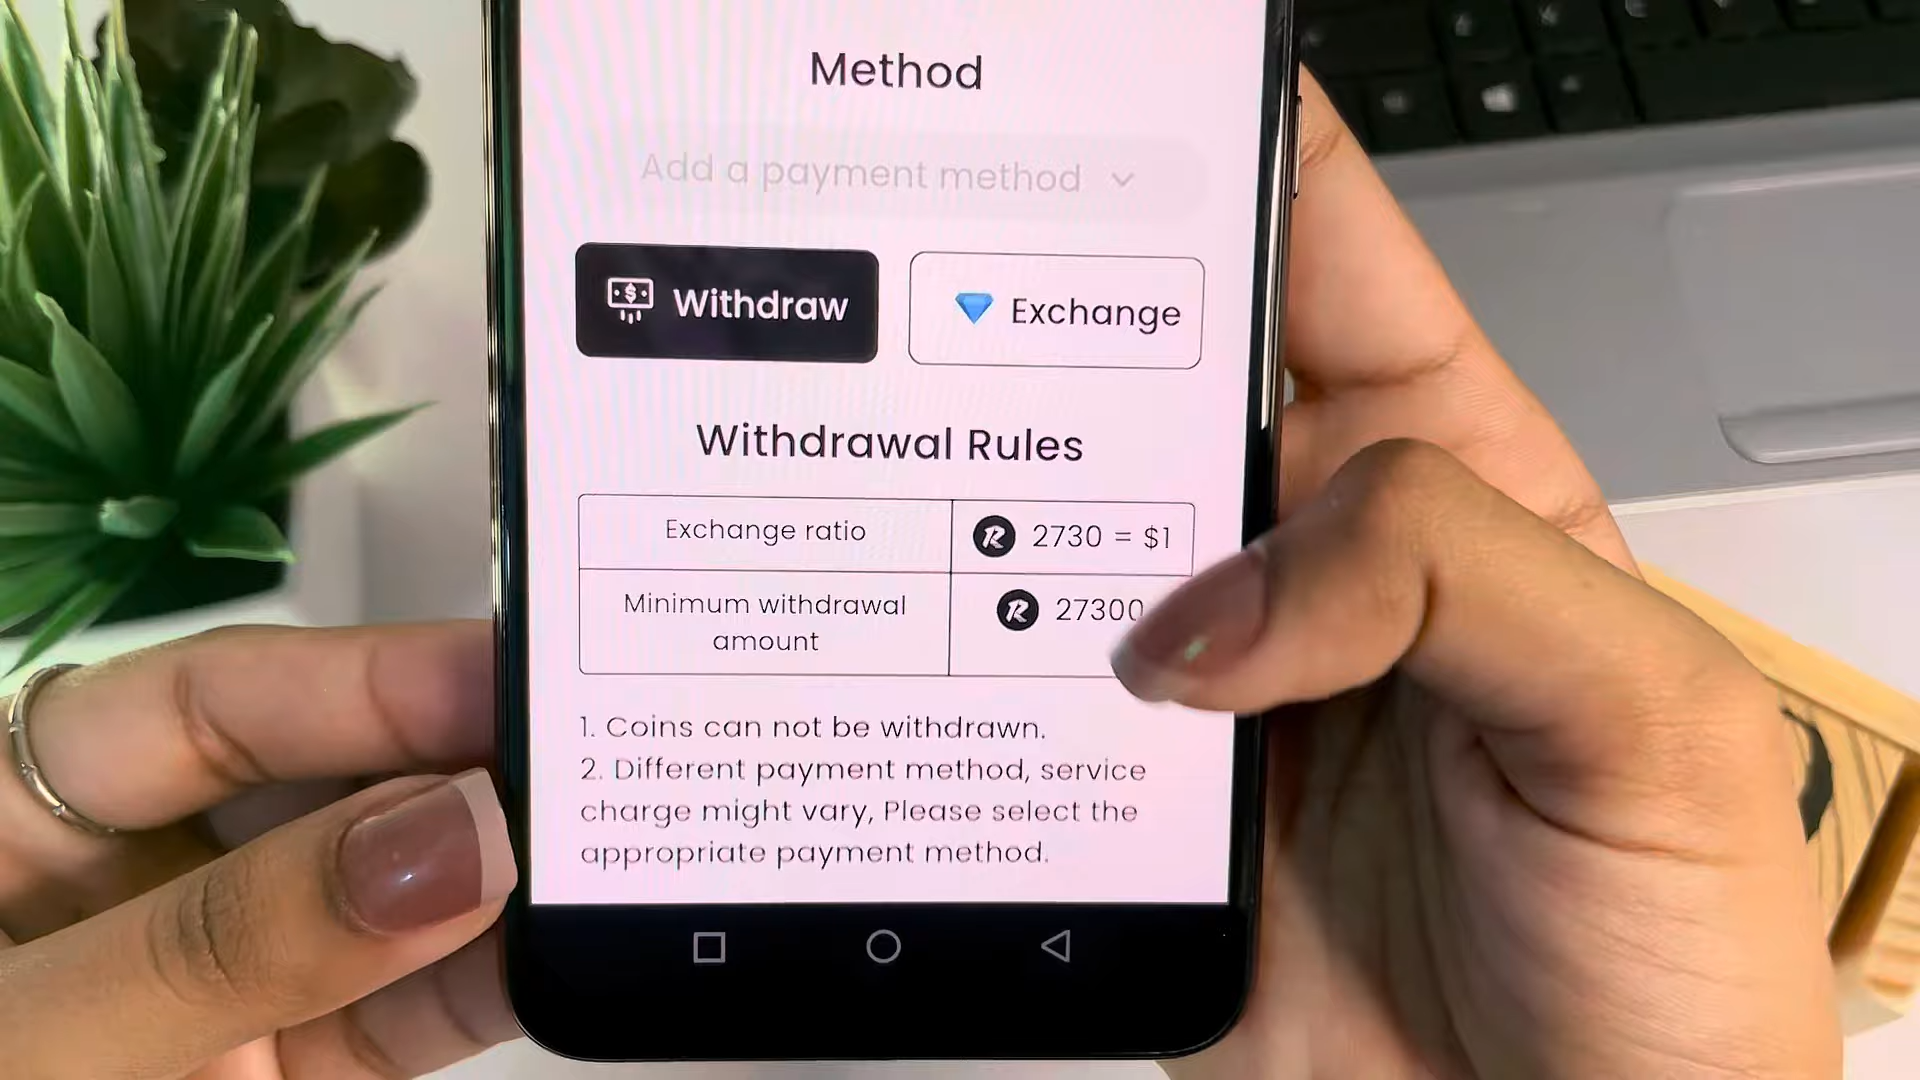 Method
Add a payment method
Withdraw
Exchange
Withdrawal Rules
Exchange ratio
R 2730 = $1
Minimum withdrawal
amount
R 27300
1. Coins can not be withdrawn.
2. Different payment method, service
charge might vary, Please select the
appropriate payment method.